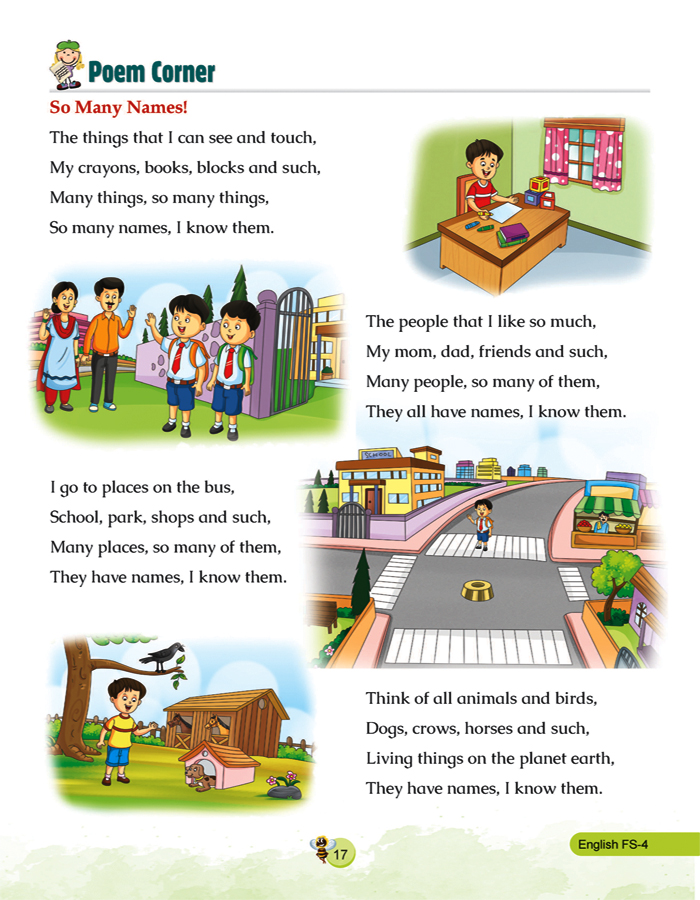 Poem Corner
So Many Names!
The things that I can see and touch,
My crayons, books, blocks and such,
Many things, so many things,
So many names, I know them.
The people that I like so much,
My mom, dad, friends and such,
Many people, so many of them,
They all have names, I know them.
I go to places on the bus,
School, park, shops and such,
Many places, so many of them,
They have names, I know them.
SCHOOL
Think of all animals and birds,
Dogs, crows, horses and such,
Living things on the planet earth,
They have names, I know them.
17
English FS-4